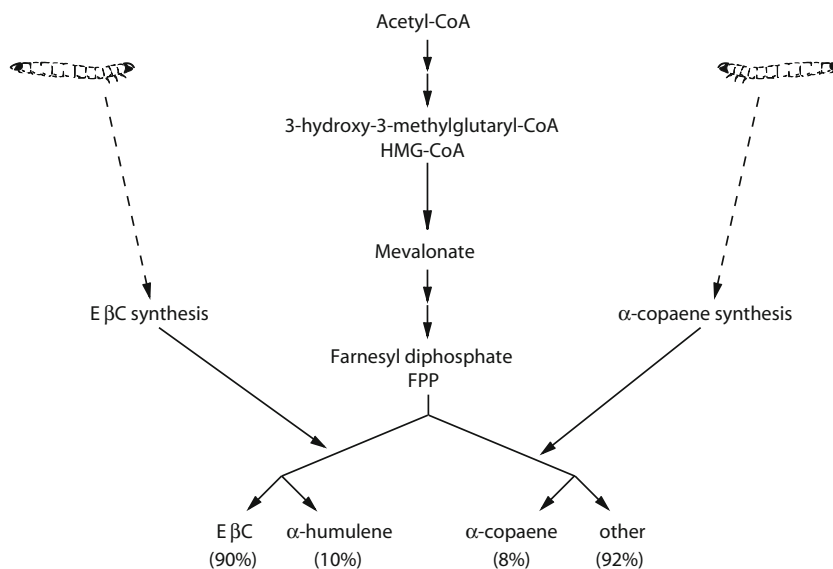 Acetyl-CoA
3-hydroxy-3-methylglutaryl-CoA
HMG-CoA
Mevalonate
E βC synthesis
α-copaene synthesis
Farnesyl diphosphate
FPP
E βC α-humulene α-copaene other
(90%) (10%) (8%) (92%)